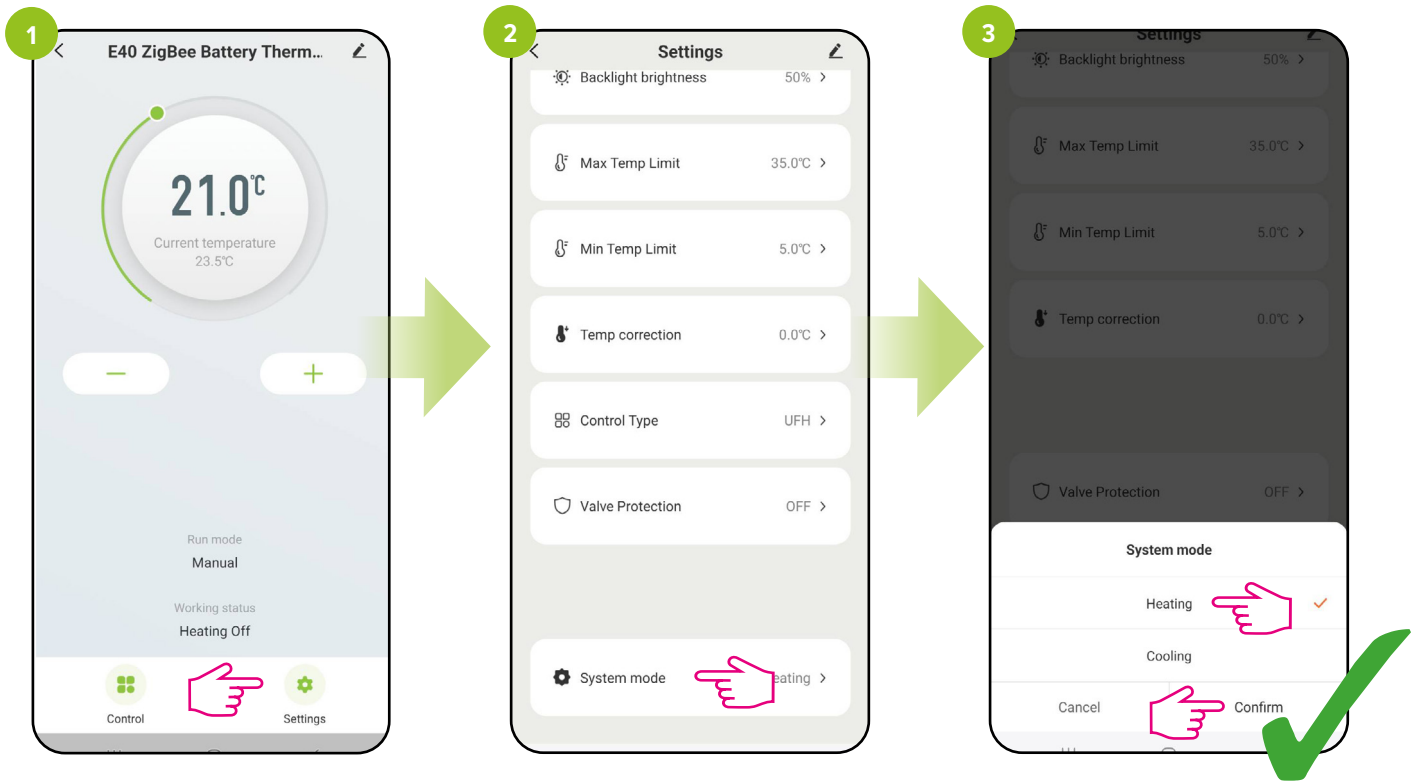 1
E40 ZigBee Battery Therm...
21.0℃
Current temperature
23.5℃
Run mode
Manual
Working status
Heating Off
Control
Settings
2
Settings
Backlight brightness 50%
Max Temp Limit 35.0℃
Min Temp Limit 5.0℃
Temp correction 0.0℃
Control Type UFH
Valve Protection OFF
System mode eating
3
Settings
Backlight brightness 50%
Max Temp Limit 35.0℃
Min Temp Limit 5.0℃
Temp correction 0.0℃
Valve Protection OFF
System mode
Heating
Cooling
Cancel Confirm